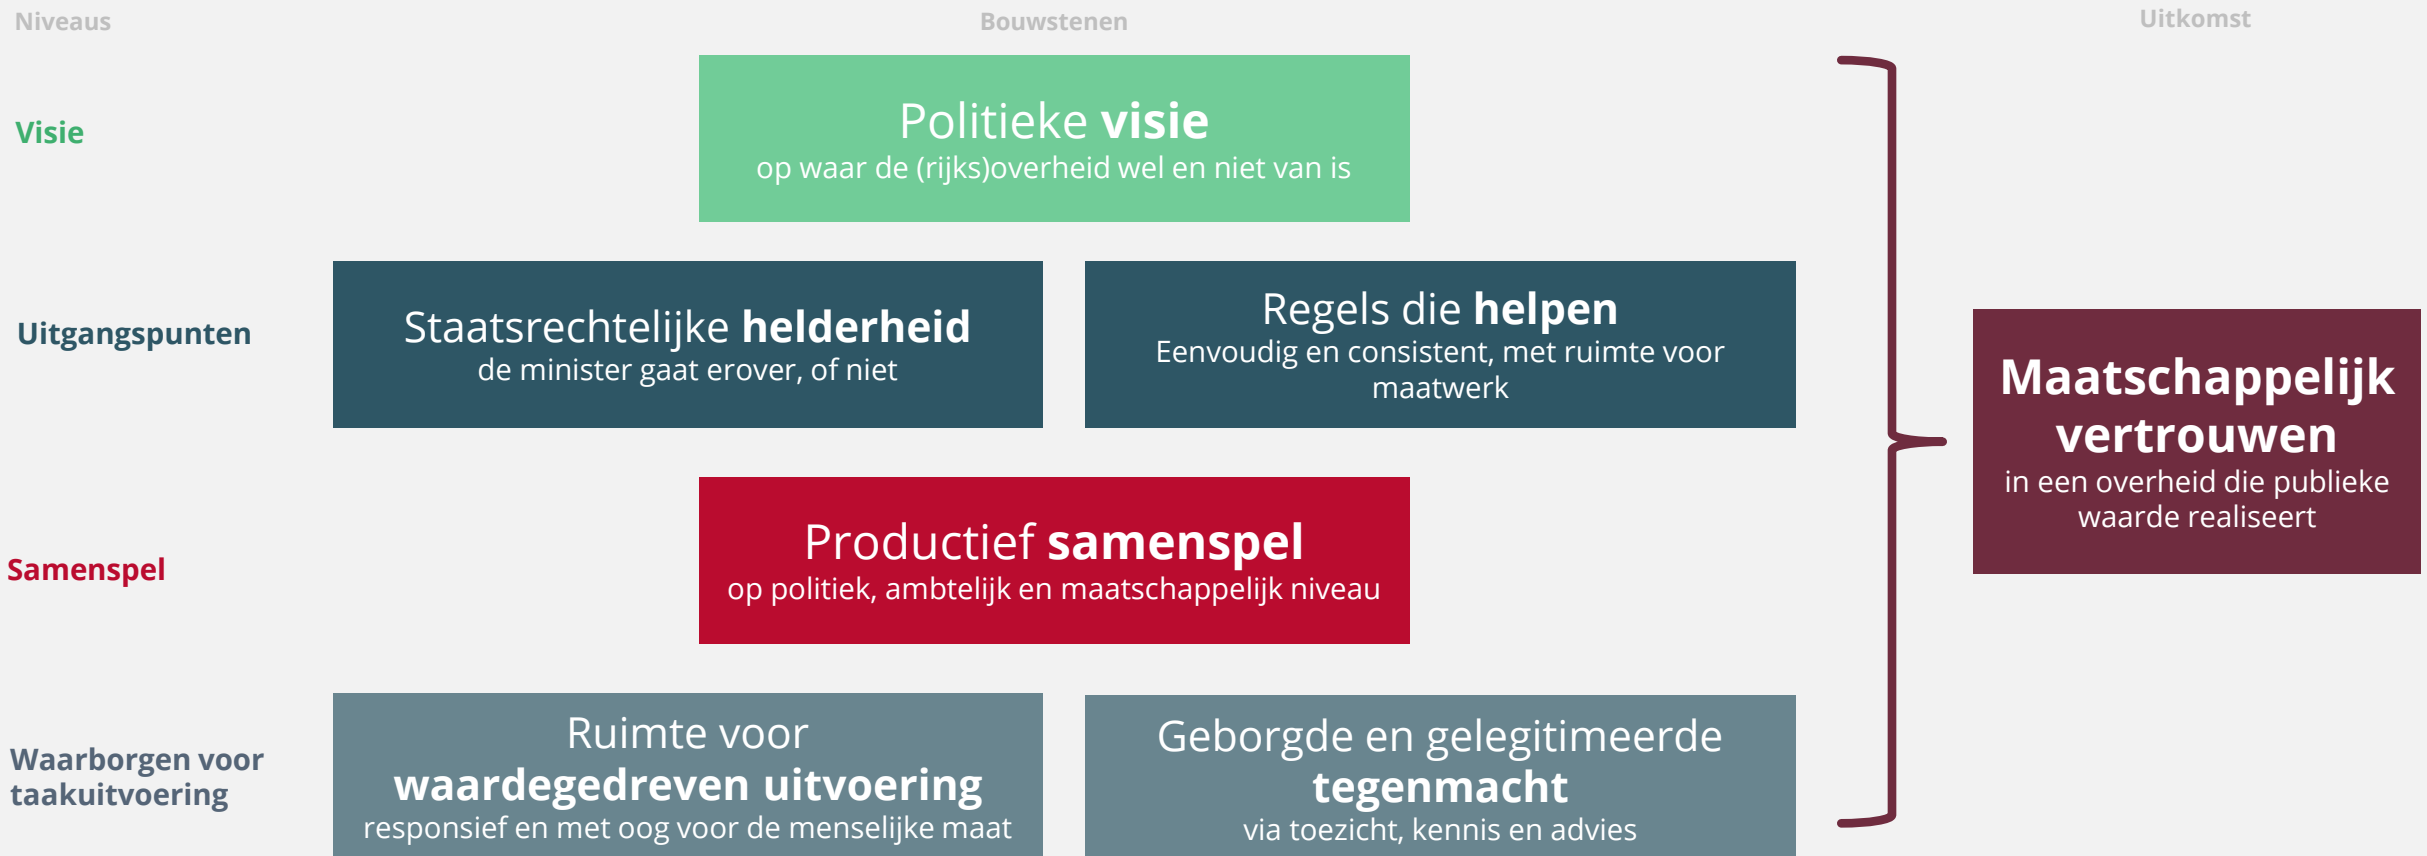 Niveaus
Bouwstenen
Uitkomst
Visie
Politieke visie
op waar de (rijks)overheid wel en niet van is
Uitgangspunten
Staatsrechtelijke helderheid
de minister gaat erover, of niet
Regels die helpen
Eenvoudig en consistent, met ruimte voor
maatwerk
Samenspel
Productief samenspel
op politiek, ambtelijk en maatschappelijk niveau
Waarborgen voor
taakuitvoering
Ruimte voor
waardegedreven uitvoering
responsief en met oog voor de menselijke maat
Geborgde en gelegitimeerde
tegenmacht
via toezicht, kennis en advies
Maatschappelijk
vertrouwen
in een overheid die publieke
waarde realiseert